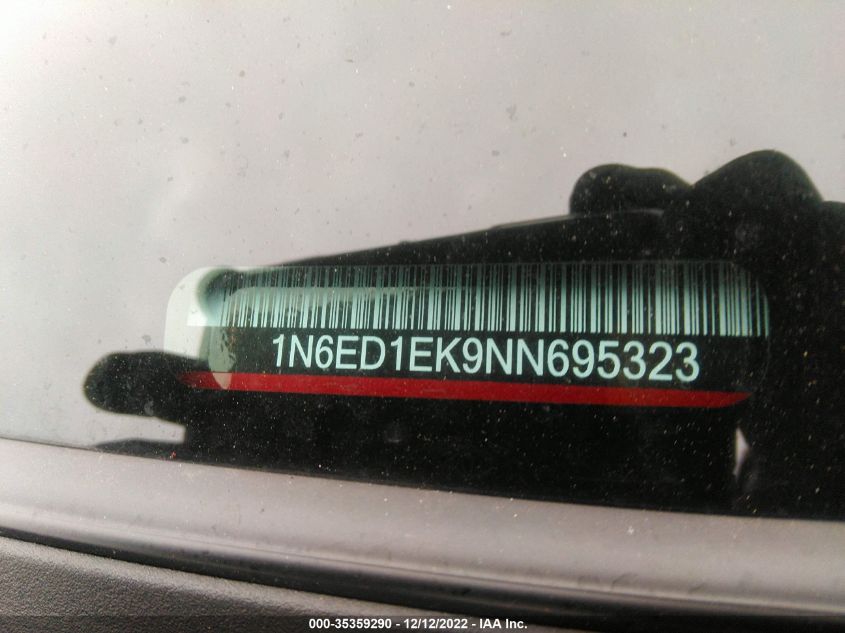 1N6ED1EK9NN695323
000-35359290 - 12/12/2022 - IAA Inc.